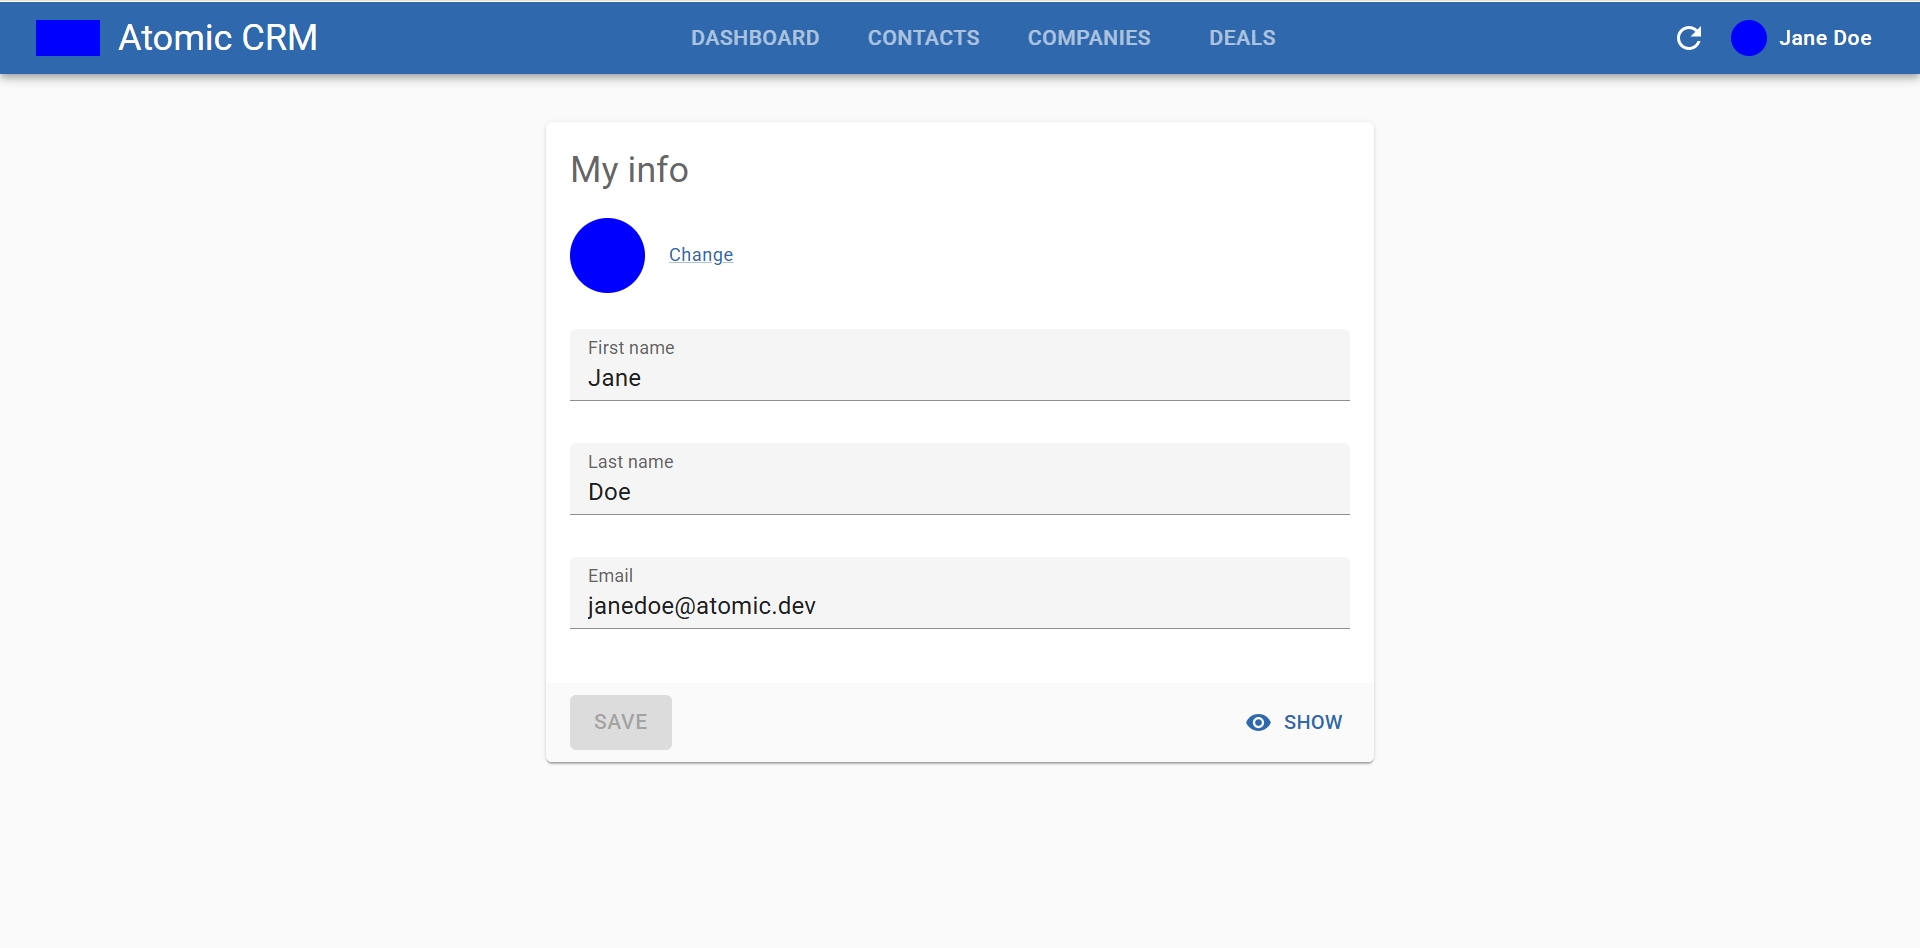 Atomic CRM
DASHBOARD CONTACTS COMPANIES DEALS
Jane Doe
My info
Change
First name
Jane
Last name
Doe
Email
janedoe@atomic.dev
SAVE
SHOW